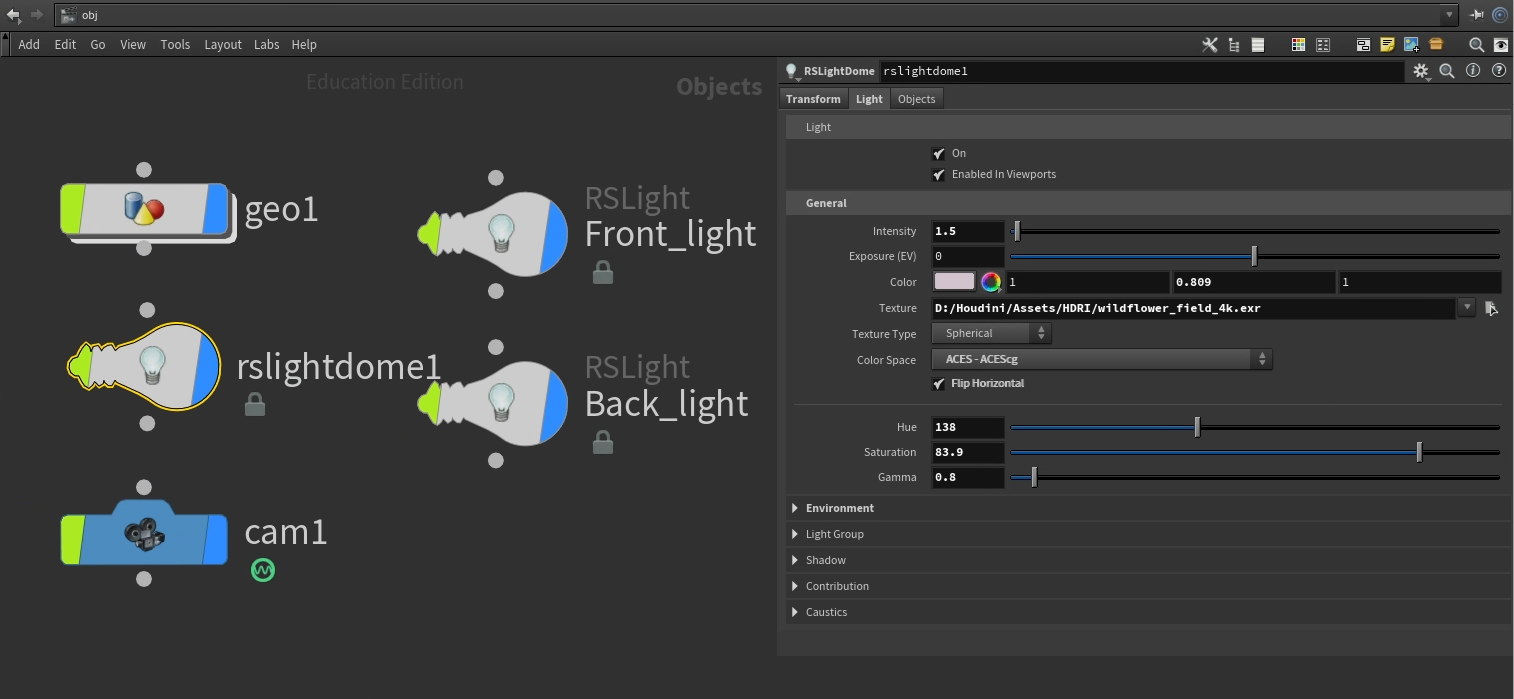 obj
Add Edit Go View Tools Layout Labs Help
Education Edition
Objects
geo1
RSLight
Front_light
rslightdome1
RSLight
Back_light
cam1
RSLightDome rslightdome1
Transform Light Objects
Light
On
Enabled In Viewports
General
Intensity 1.5
Exposure (EV) 0
Color 1 0.809 1
Texture D:/Houdini/Assets/HDRI/wildflower_field_4k.exr
Texture Type Spherical
Color Space ACES - ACEScg
Flip Horizontal
Hue 138
Saturation 83.9
Gamma 0.8
Environment
Light Group
Shadow
Contribution
Caustics